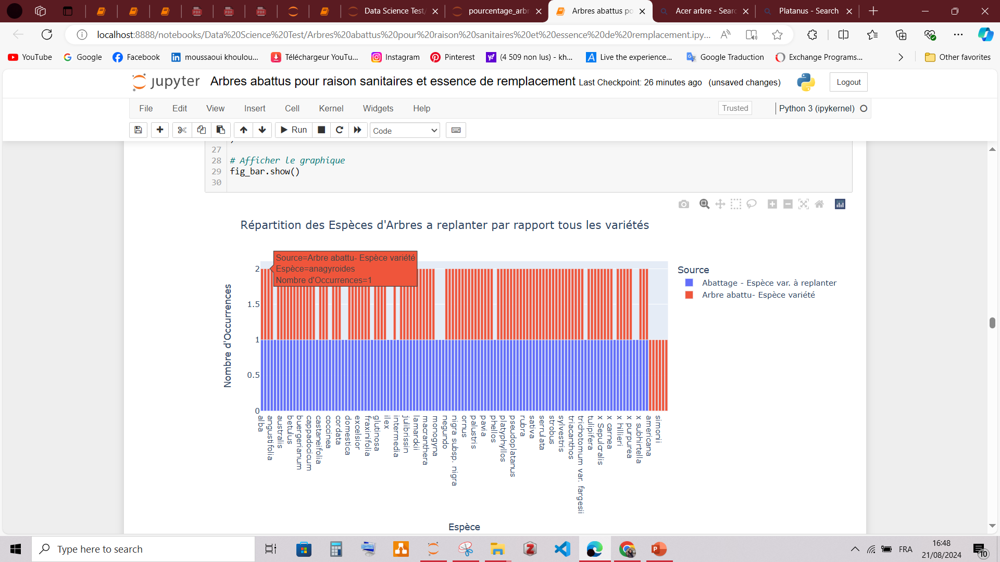 Data Science Test/
pourcentage_arbr
Arbres abattus po
Acer arbre - Searc
Platanus - Search
localhost:8888/notebooks/Data%20Science%20Test/Arbres%20abattus%20pour%20raison%20sanitaires%20et%20essence%20de%20remplacement.ipy...
YouTube
Google
Facebook
moussaoui khoulou...
Téléchargeur YouTu...
Instagram
Pinterest
(4 509 non lus) - kh...
Live the experience...
Google Traduction
Exchange Programs...
Other favorites
jupyter
Arbres abattus pour raison sanitaires et essence de remplacement Last Checkpoint: 26 minutes ago (unsaved changes)
Logout
File Edit View Insert Cell Kernel Widgets Help
Trusted
Python 3 (ipykernel)
Run
Code
27
28 # Afficher le graphique
29 fig_bar.show()
30
Répartition des Espèces d'Arbres a replanter par rapport tous les variétés
Source=Arbre abattu- Espèce variété
Espèce=anagyroides
Nombre d'Occurrences=1
Source
Abattage - Espèce var. à replanter
Arbre abattu- Espèce variété
2
1.5
1
0.5
0
Nombre d'Occurrences
alba
angustifolia
australis
betulus
buergerianum
cappadocicum
castaneifolia
coccinea
cordata
domestica
excelsior
fraxinifolia
glutinosa
ilex
intermedia
julibrissin
lamarckii
macranthera
monogyna
negundo
nigra subsp. nigra
ornus
palustris
pavia
phellos
platyphyllos
pseudoplatanus
rubra
sativa
serrulata
strobus
sylvestris
triacanthos
trichotomum var. fargesii
tulipifera
x Sepulcralis
x carnea
x hillieri
x purpurea
x subhirtella
americana
simonii
Espèce
Type here to search
FRA
16:48
21/08/2024
10